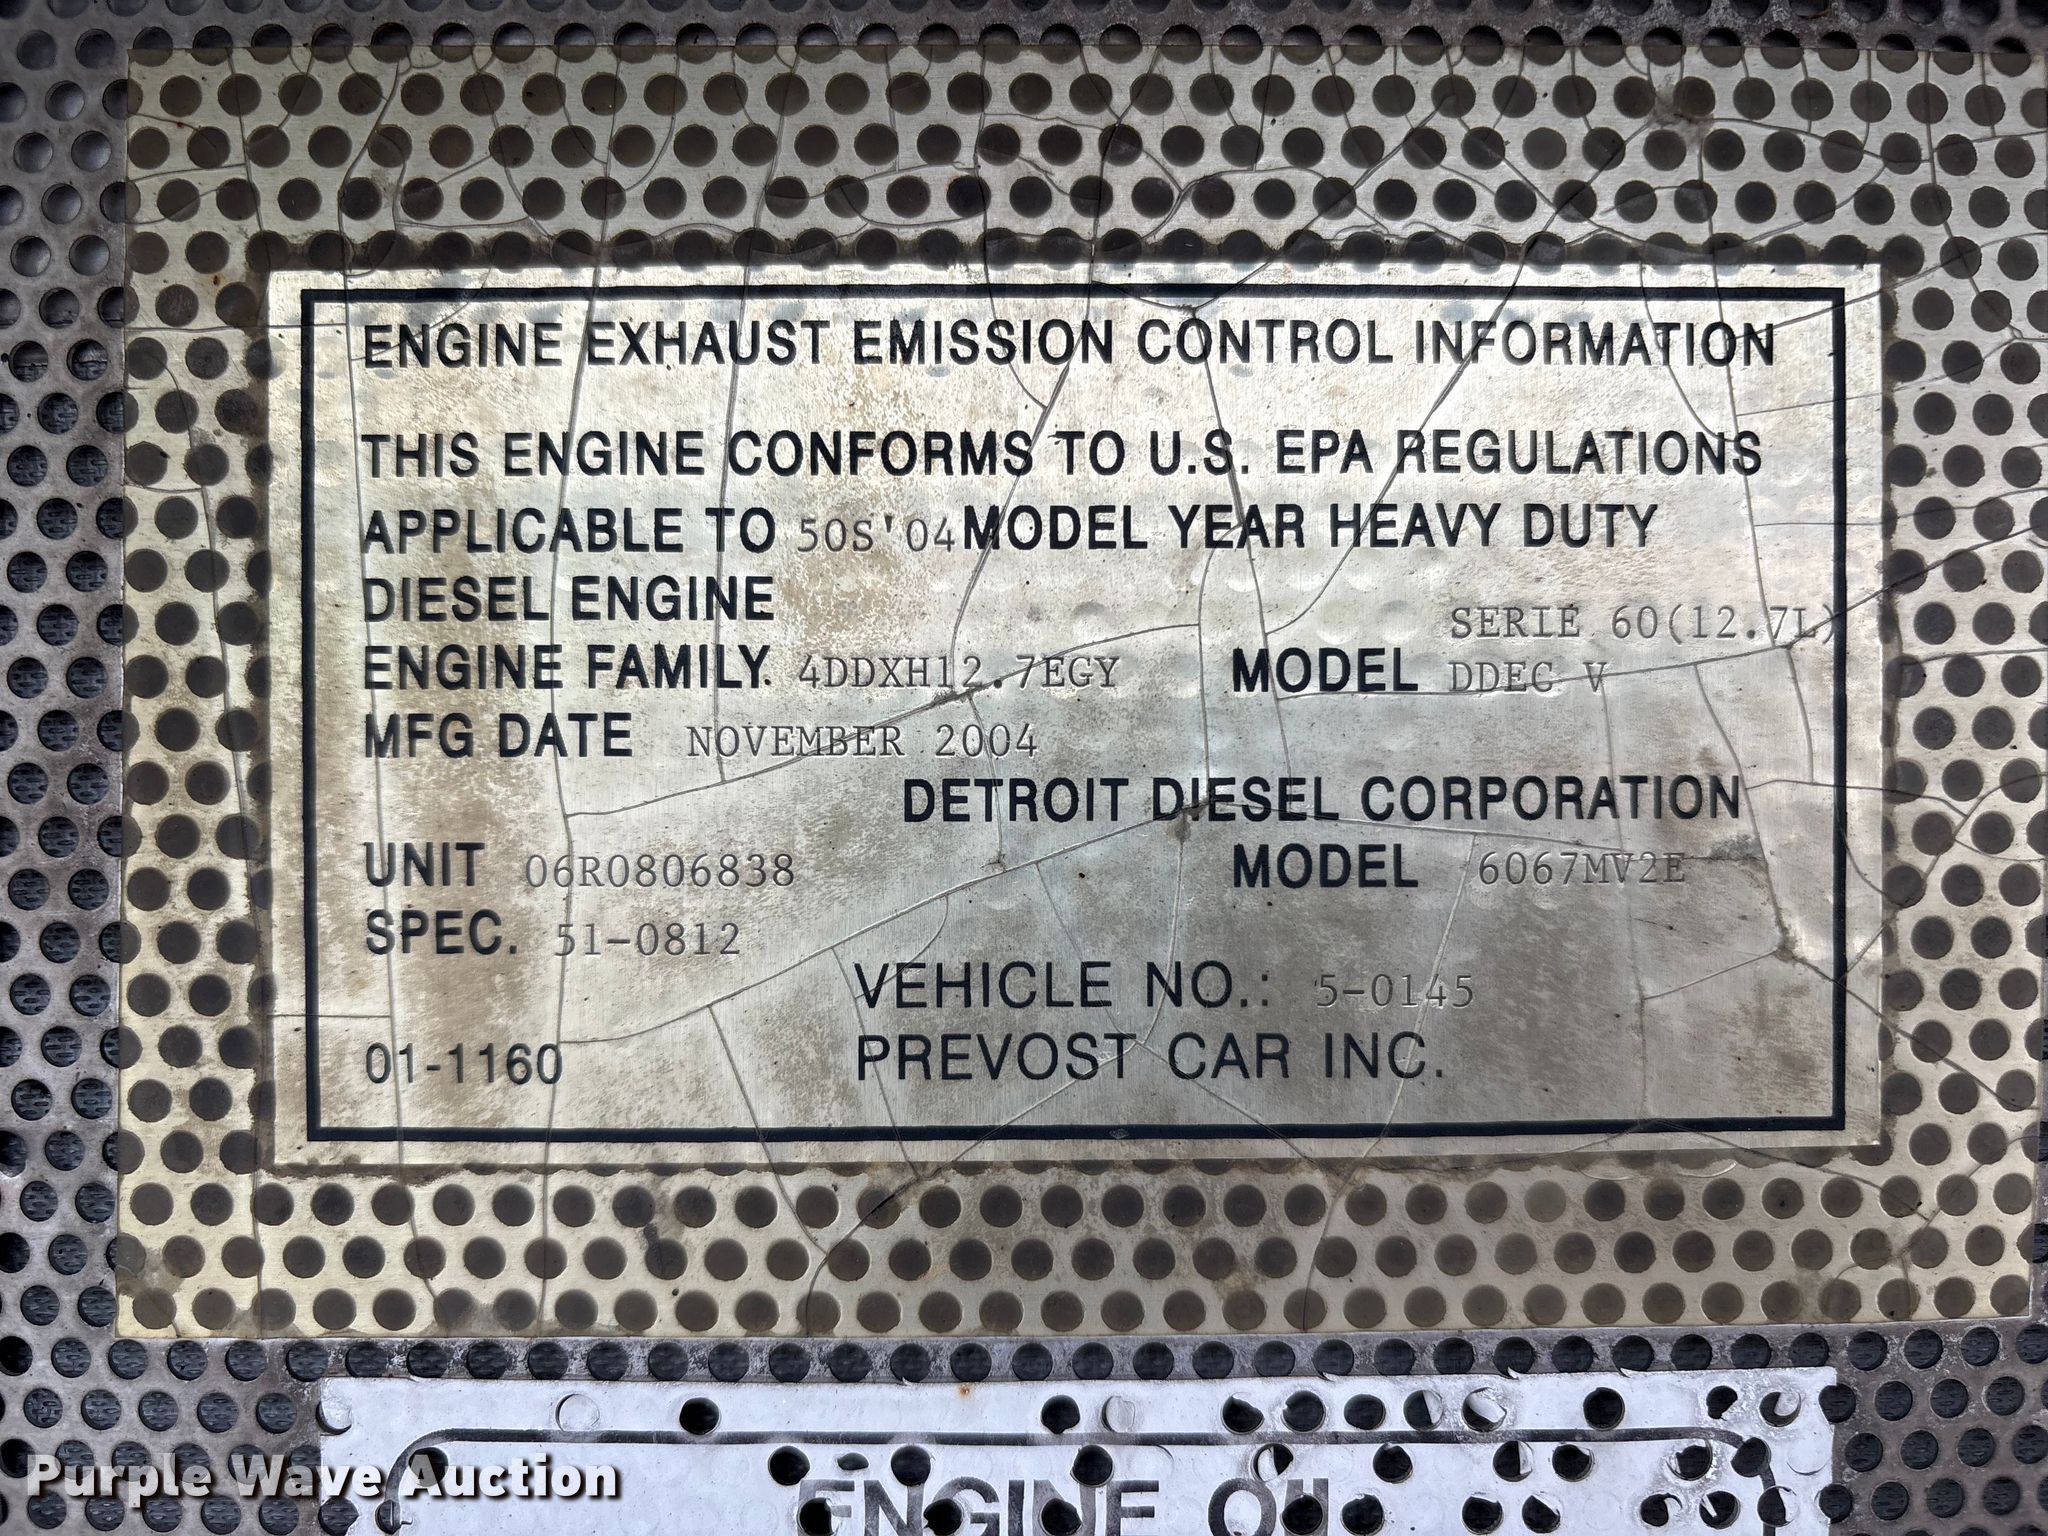 ENGINE EXHAUST EMISSION CONTROL INFORMATION
THIS ENGINE CONFORMS TO U.S. EPA REGULATIONS
APPLICABLE TO 50S'04 MODEL YEAR HEAVY DUTY
DIESEL ENGINE
SERIE 60(12.7L)
ENGINE FAMILY. 4DDXH12.7EGY MODEL DDEC V
MFG DATE NOVEMBER 2004
DETROIT DIESEL CORPORATION
UNIT 06R0806838 MODEL 6067MV2E
SPEC. 51-0812
VEHICLE NO.: 5-0145
01-1160 PREVOST CAR INC.
ENGINE OIL
Purple Wave Auction